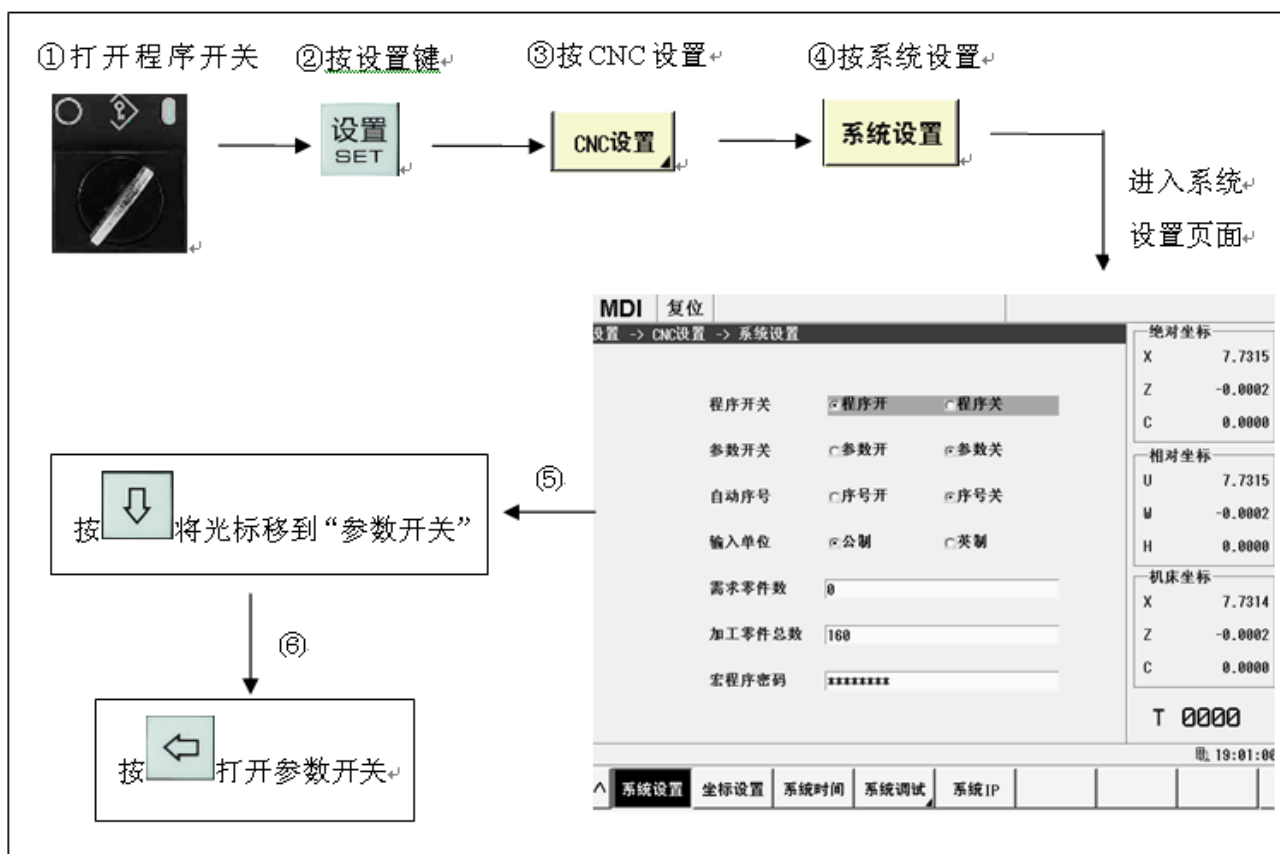 ①打开程序开关 ②按设置键 ③按CNC设置 ④按系统设置
设置
SET
CNC设置
系统设置
进入系统
设置页面
MDI 复位
设置 -> CNC设置 -> 系统设置
程序开关 程序开 程序关
参数开关 参数开 参数关
自动序号 序号开 序号关
输入单位 公制 英制
需求零件数 0
加工零件总数 160
宏程序密码 ********
绝对坐标
X 7.7315
Z -0.0002
C 0.0000
相对坐标
U 7.7315
W -0.0002
H 0.0000
机床坐标
X 7.7314
Z -0.0002
C 0.0000
T 0000
19:01:00
系统设置 坐标设置 系统时间 系统调试 系统IP
⑤
按 将光标移到“参数开关”
⑥
按 打开参数开关